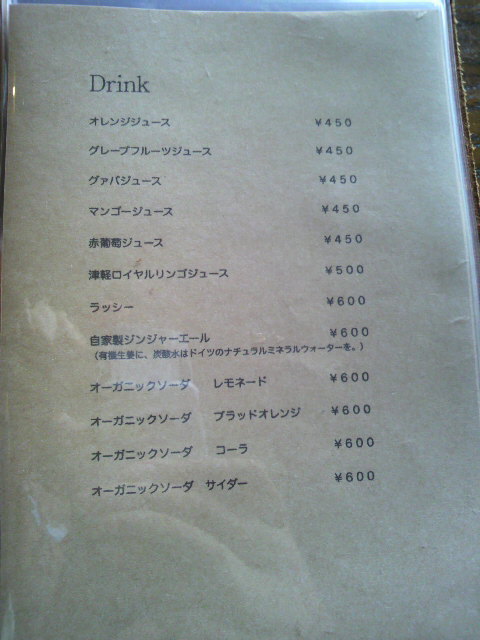 Drink
オレンジジュース ￥450
グレープフルーツジュース ￥450
グァバジュース ￥450
マンゴージュース ￥450
赤葡萄ジュース ￥450
津軽ロイヤルリンゴジュース ￥500
ラッシー ￥600
自家製ジンジャーエール ￥600
（有機生姜に、炭酸水はドイツのナチュラルミネラルウォーターを。）
オーガニックソーダ レモネード ￥600
オーガニックソーダ ブラッドオレンジ ￥600
オーガニックソーダ コーラ ￥600
オーガニックソーダ サイダー ￥600